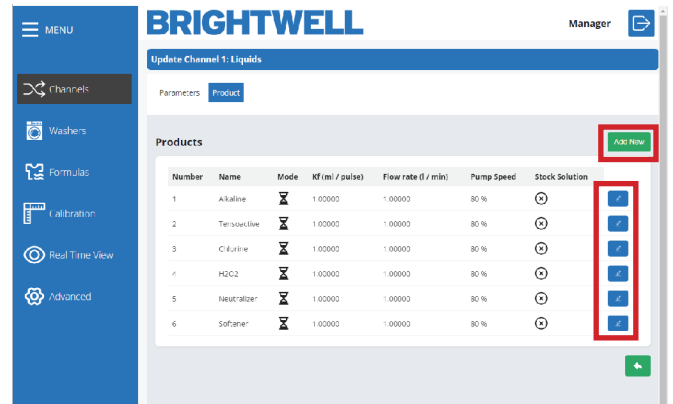 MENU
BRIGHTWELL
Manager
Update Channel 1: Liquids
Channels
Parameters Product
Washers
Products
Add New
Formulas
Number Name Mode Kf (ml / pulse) Flow rate (l / min) Pump Speed Stock Solution
1 Alkaline 1.00000 1.00000 80 %
Calibration
2 Tensoactive 1.00000 1.00000 80 %
3 Chlorine 1.00000 1.00000 80 %
Real Time View
4 H2O2 1.00000 1.00000 80 %
Advanced
5 Neutralizer 1.00000 1.00000 80 %
6 Softener 1.00000 1.00000 80 %